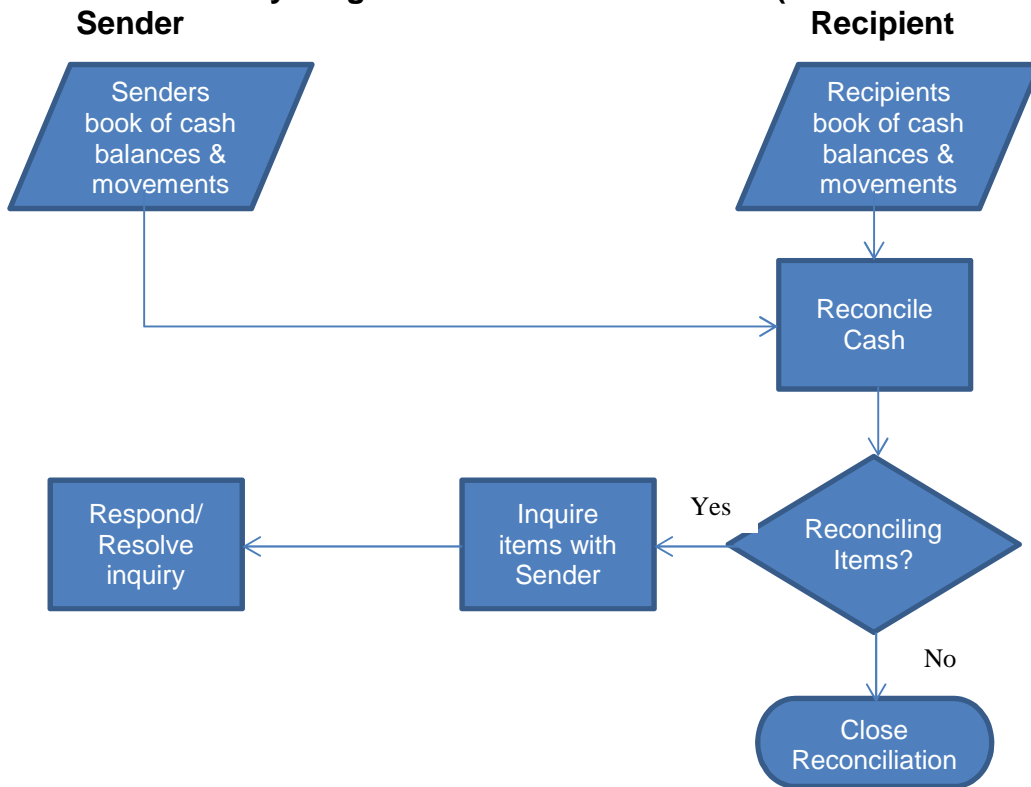 Sender
Recipient
Senders
book of cash
balances &
movements
Recipients
book of cash
balances &
movements
Reconcile
Cash
Respond/
Resolve
inquiry
Inquire
items with
Sender
Yes
Reconciling
Items?
No
Close
Reconciliation